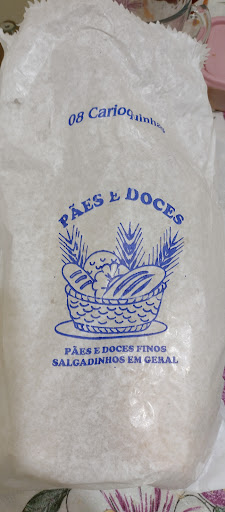 08 Carioquinhas
PÃES E DOCES
PÃES E DOCES FINOS
SALGADINHOS EM GERAL